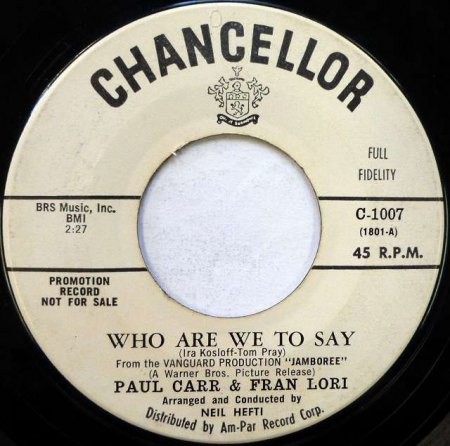 CHANCELLOR
FULL
FIDELITY
BRS Music, Inc.
BMI
2:27
C-1007
(1801-A)
45 R.P.M.
PROMOTION
RECORD
NOT FOR SALE
WHO ARE WE TO SAY
(Ira Kosloff-Tom Pray)
From the VANGUARD PRODUCTION "JAMBOREE"
(A Warner Bros. Picture Release)
PAUL CARR & FRAN LORI
Arranged and Conducted by
NEIL HEFTI
Distributed by Am-Par Record Corp.